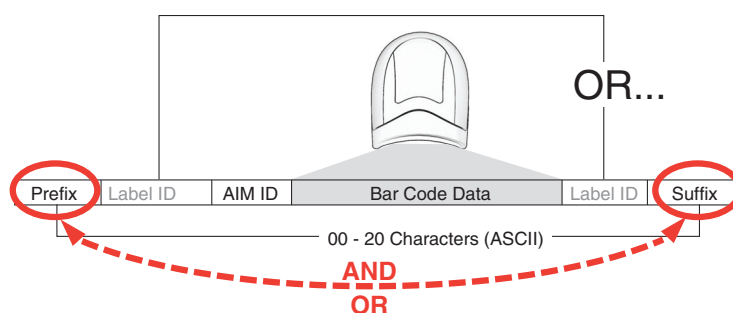 OR...
Prefix Label ID AIM ID Bar Code Data Label ID Suffix
00 - 20 Characters (ASCII)
AND
OR